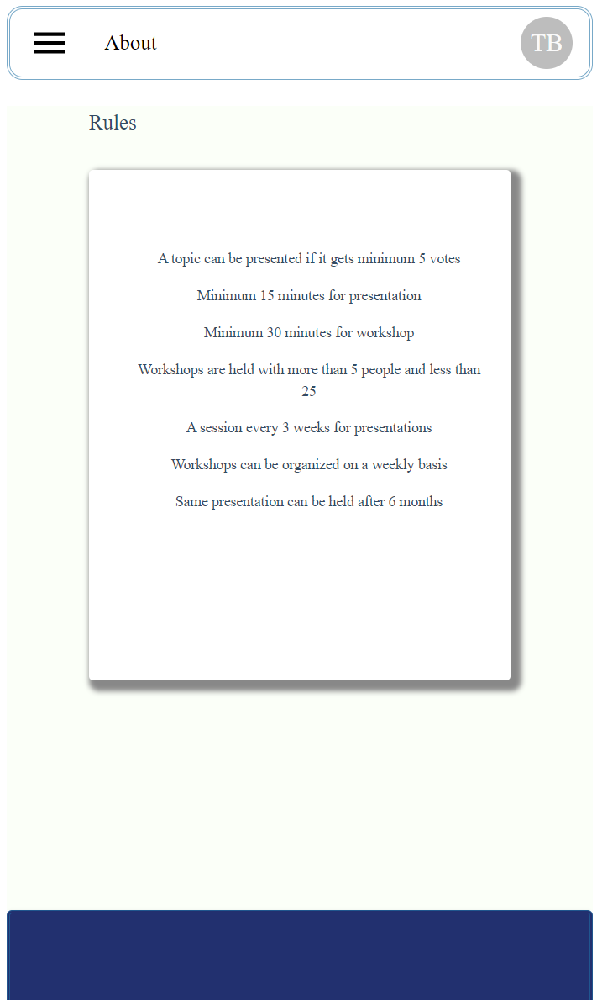 About
TB
Rules
A topic can be presented if it gets minimum 5 votes
Minimum 15 minutes for presentation
Minimum 30 minutes for workshop
Workshops are held with more than 5 people and less than
25
A session every 3 weeks for presentations
Workshops can be organized on a weekly basis
Same presentation can be held after 6 months